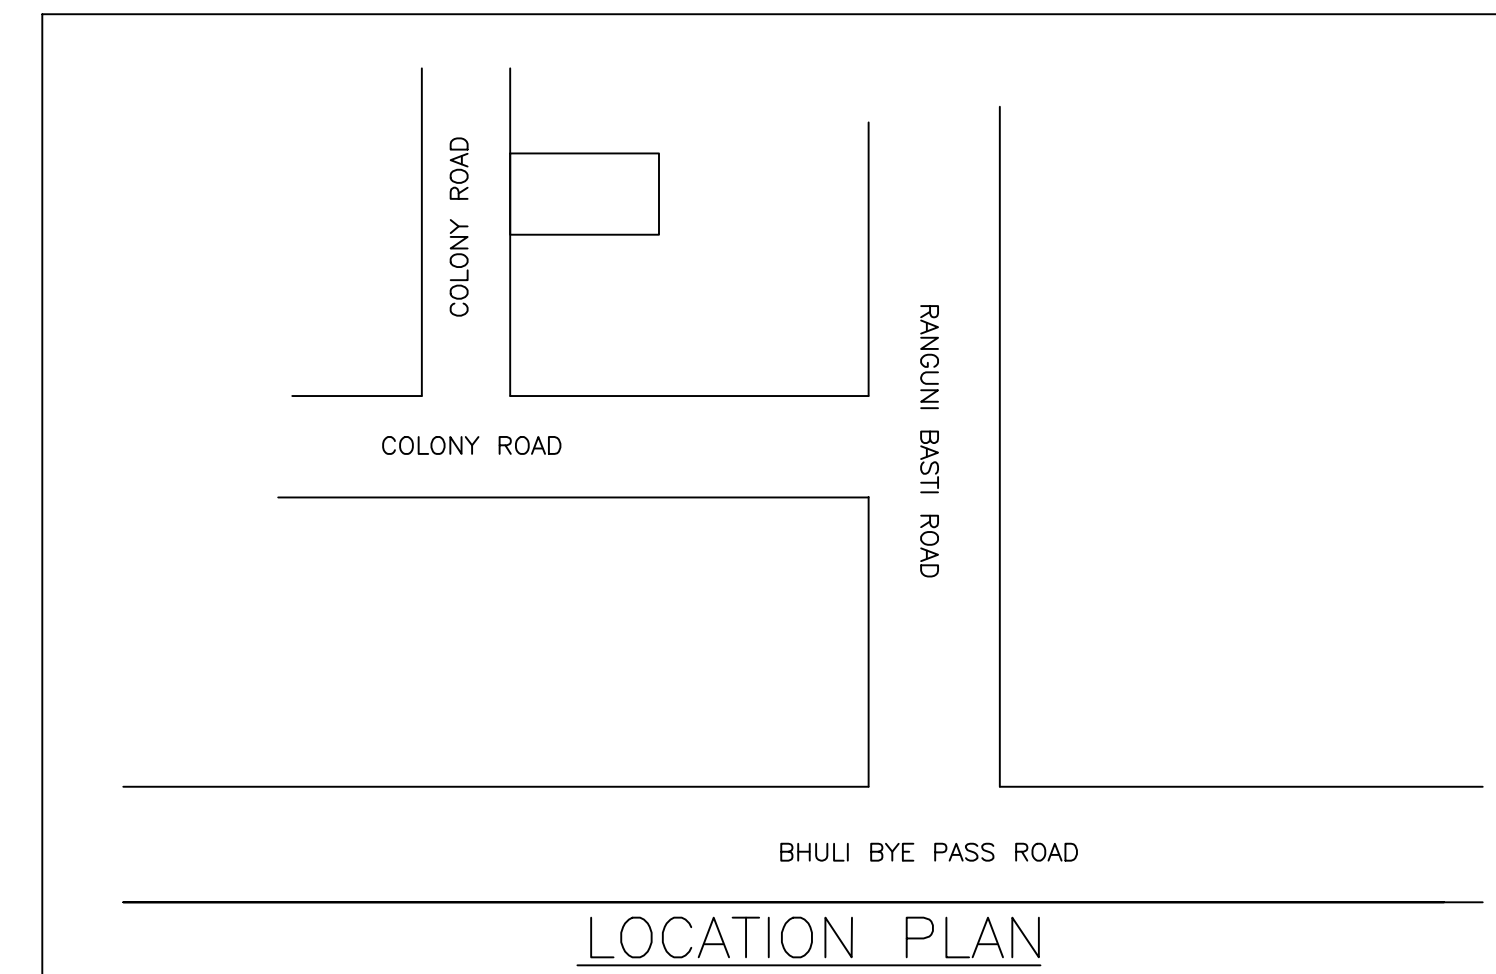 COLONY ROAD
RANGUNI BASTI ROAD
COLONY ROAD
BHULI BYE PASS ROAD
LOCATION PLAN